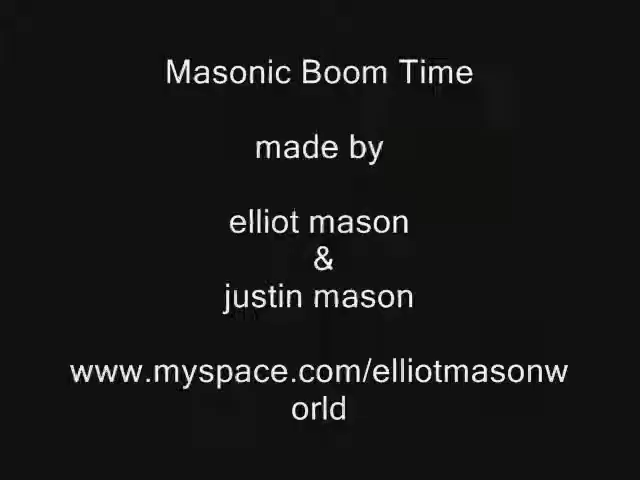 Masonic Boom Time
made by
elliot mason
&
justin mason
www.myspace.com/elliotmasonw
orld